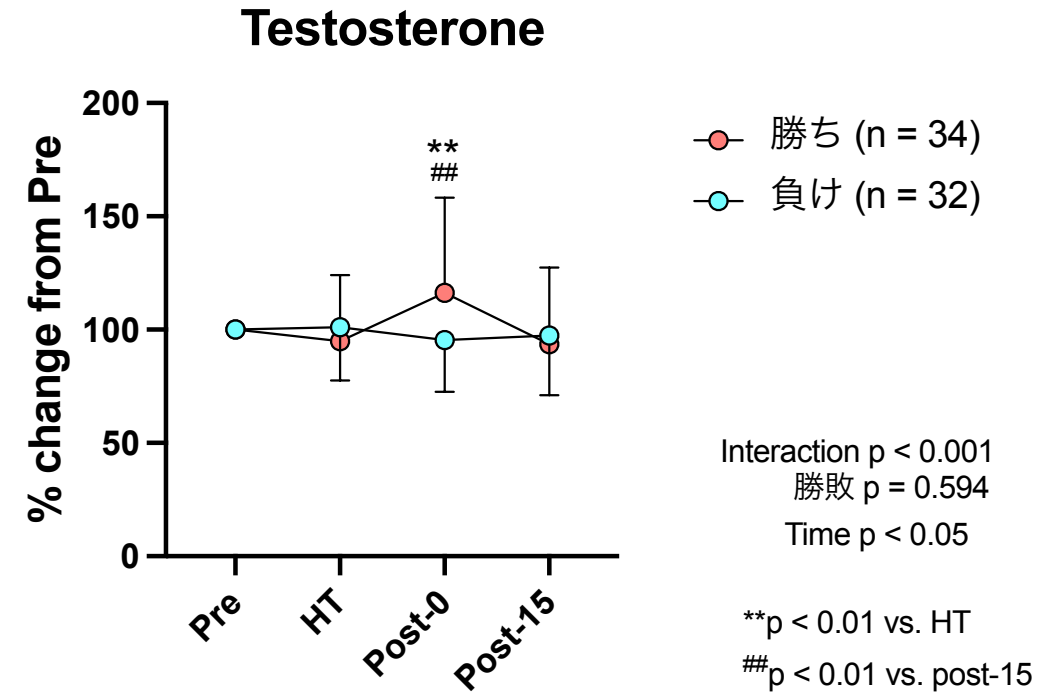 Testosterone
% change from Pre
200
150
100
50
0
**
##
Pre
HT
Post-0
Post-15
勝ち (n = 34)
負け (n = 32)
Interaction p < 0.001
勝敗 p = 0.594
Time p < 0.05
**p < 0.01 vs. HT
##p < 0.01 vs. post-15